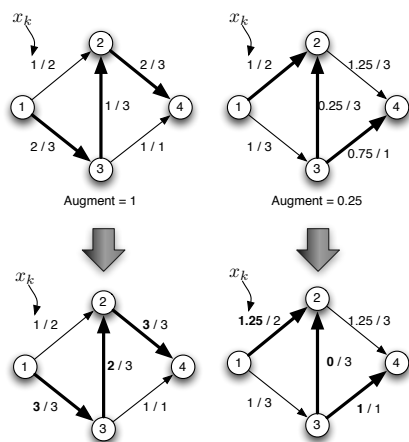 x_k
2
1 / 2
2 / 3
1
1 / 3
4
2 / 3
1 / 1
3
Augment = 1
x_k
2
1 / 2
1.25 / 3
1
0.25 / 3
4
1 / 3
0.75 / 1
3
Augment = 0.25
x_k
2
1 / 2
3 / 3
1
2 / 3
4
3 / 3
1 / 1
3
x_k
2
1.25 / 2
1.25 / 3
1
0 / 3
4
1 / 3
1 / 1
3